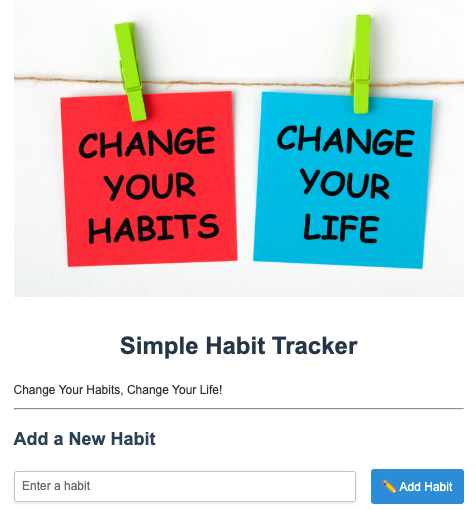 CHANGE
YOUR
HABITS
CHANGE
YOUR
LIFE
Simple Habit Tracker
Change Your Habits, Change Your Life!
Add a New Habit
Enter a habit
✏️ Add Habit